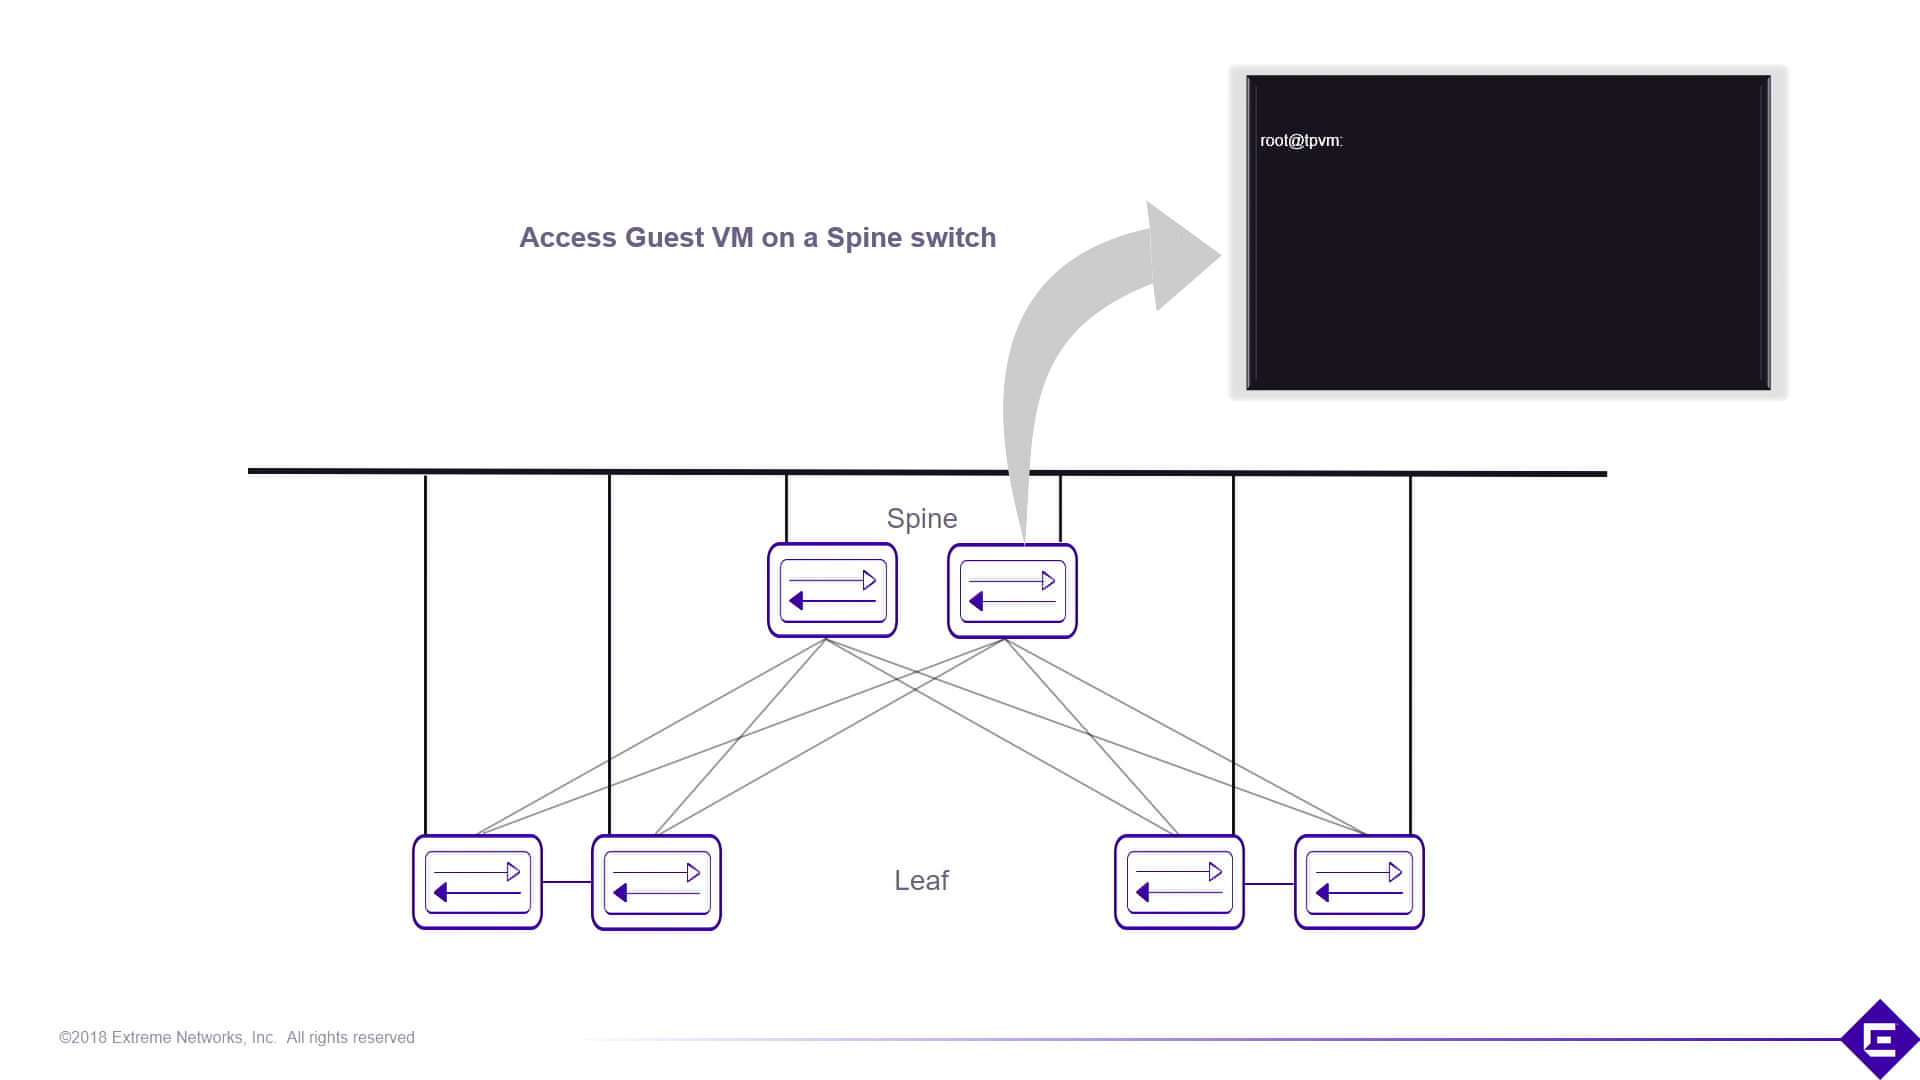 root@tpvm:
Access Guest VM on a Spine switch
Spine
Leaf
©2018 Extreme Networks, Inc.  All rights reserved